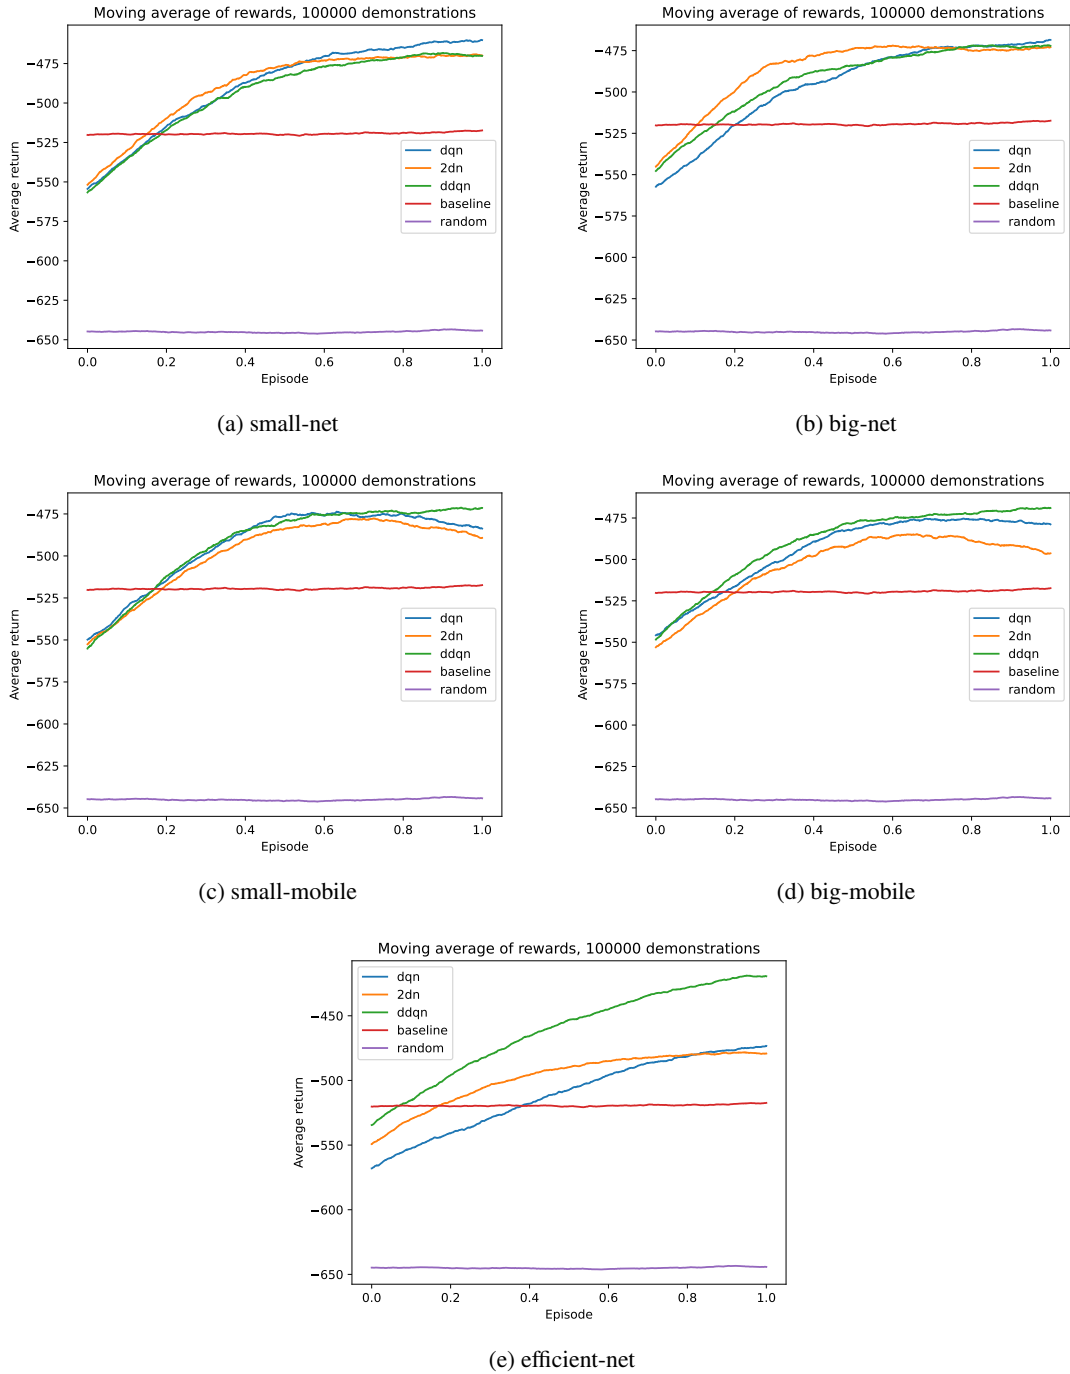 Moving average of rewards, 100000 demonstrations
−475
−500
−525
−550
−575
−600
−625
−650
Average return
dqn
2dn
ddqn
baseline
random
0.0 0.2 0.4 0.6 0.8 1.0
Episode
(a) small-net
Moving average of rewards, 100000 demonstrations
−475
−500
−525
−550
−575
−600
−625
−650
Average return
dqn
2dn
ddqn
baseline
random
0.0 0.2 0.4 0.6 0.8 1.0
Episode
(b) big-net
Moving average of rewards, 100000 demonstrations
−475
−500
−525
−550
−575
−600
−625
−650
Average return
dqn
2dn
ddqn
baseline
random
0.0 0.2 0.4 0.6 0.8 1.0
Episode
(c) small-mobile
Moving average of rewards, 100000 demonstrations
−475
−500
−525
−550
−575
−600
−625
−650
Average return
dqn
2dn
ddqn
baseline
random
0.0 0.2 0.4 0.6 0.8 1.0
Episode
(d) big-mobile
Moving average of rewards, 100000 demonstrations
dqn
2dn
ddqn
baseline
random
−450
−500
−550
−600
−650
Average return
0.0 0.2 0.4 0.6 0.8 1.0
Episode
(e) efficient-net